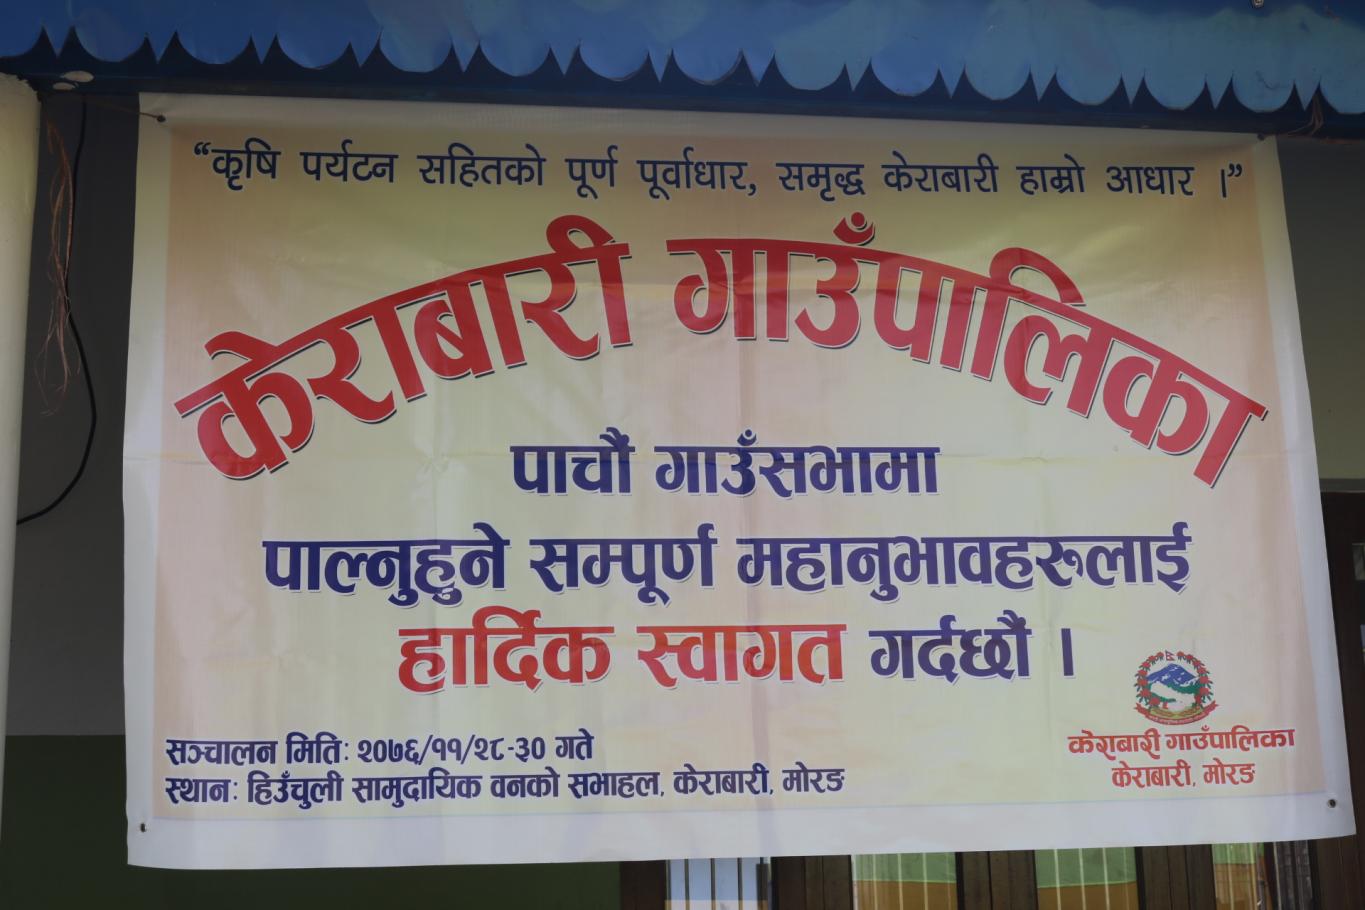 “कृषि पर्यटन सहितको पूर्ण पूर्वाधार, समृद्ध केराबारी हाम्रो आधार ।”
केराबारी गाउँपालिका
पाचौं गाउँसभामा
पाल्नुहुने सम्पूर्ण महानुभावहरुलाई
हार्दिक स्वागत गर्दछौं ।
सञ्चालन मितिः २०७६/११/२८-३० गते
स्थानः हिउँचुली सामुदायिक वनको सभाहल, केराबारी, मोरङ
केराबारी गाउँपालिका
केराबारी, मोरङ